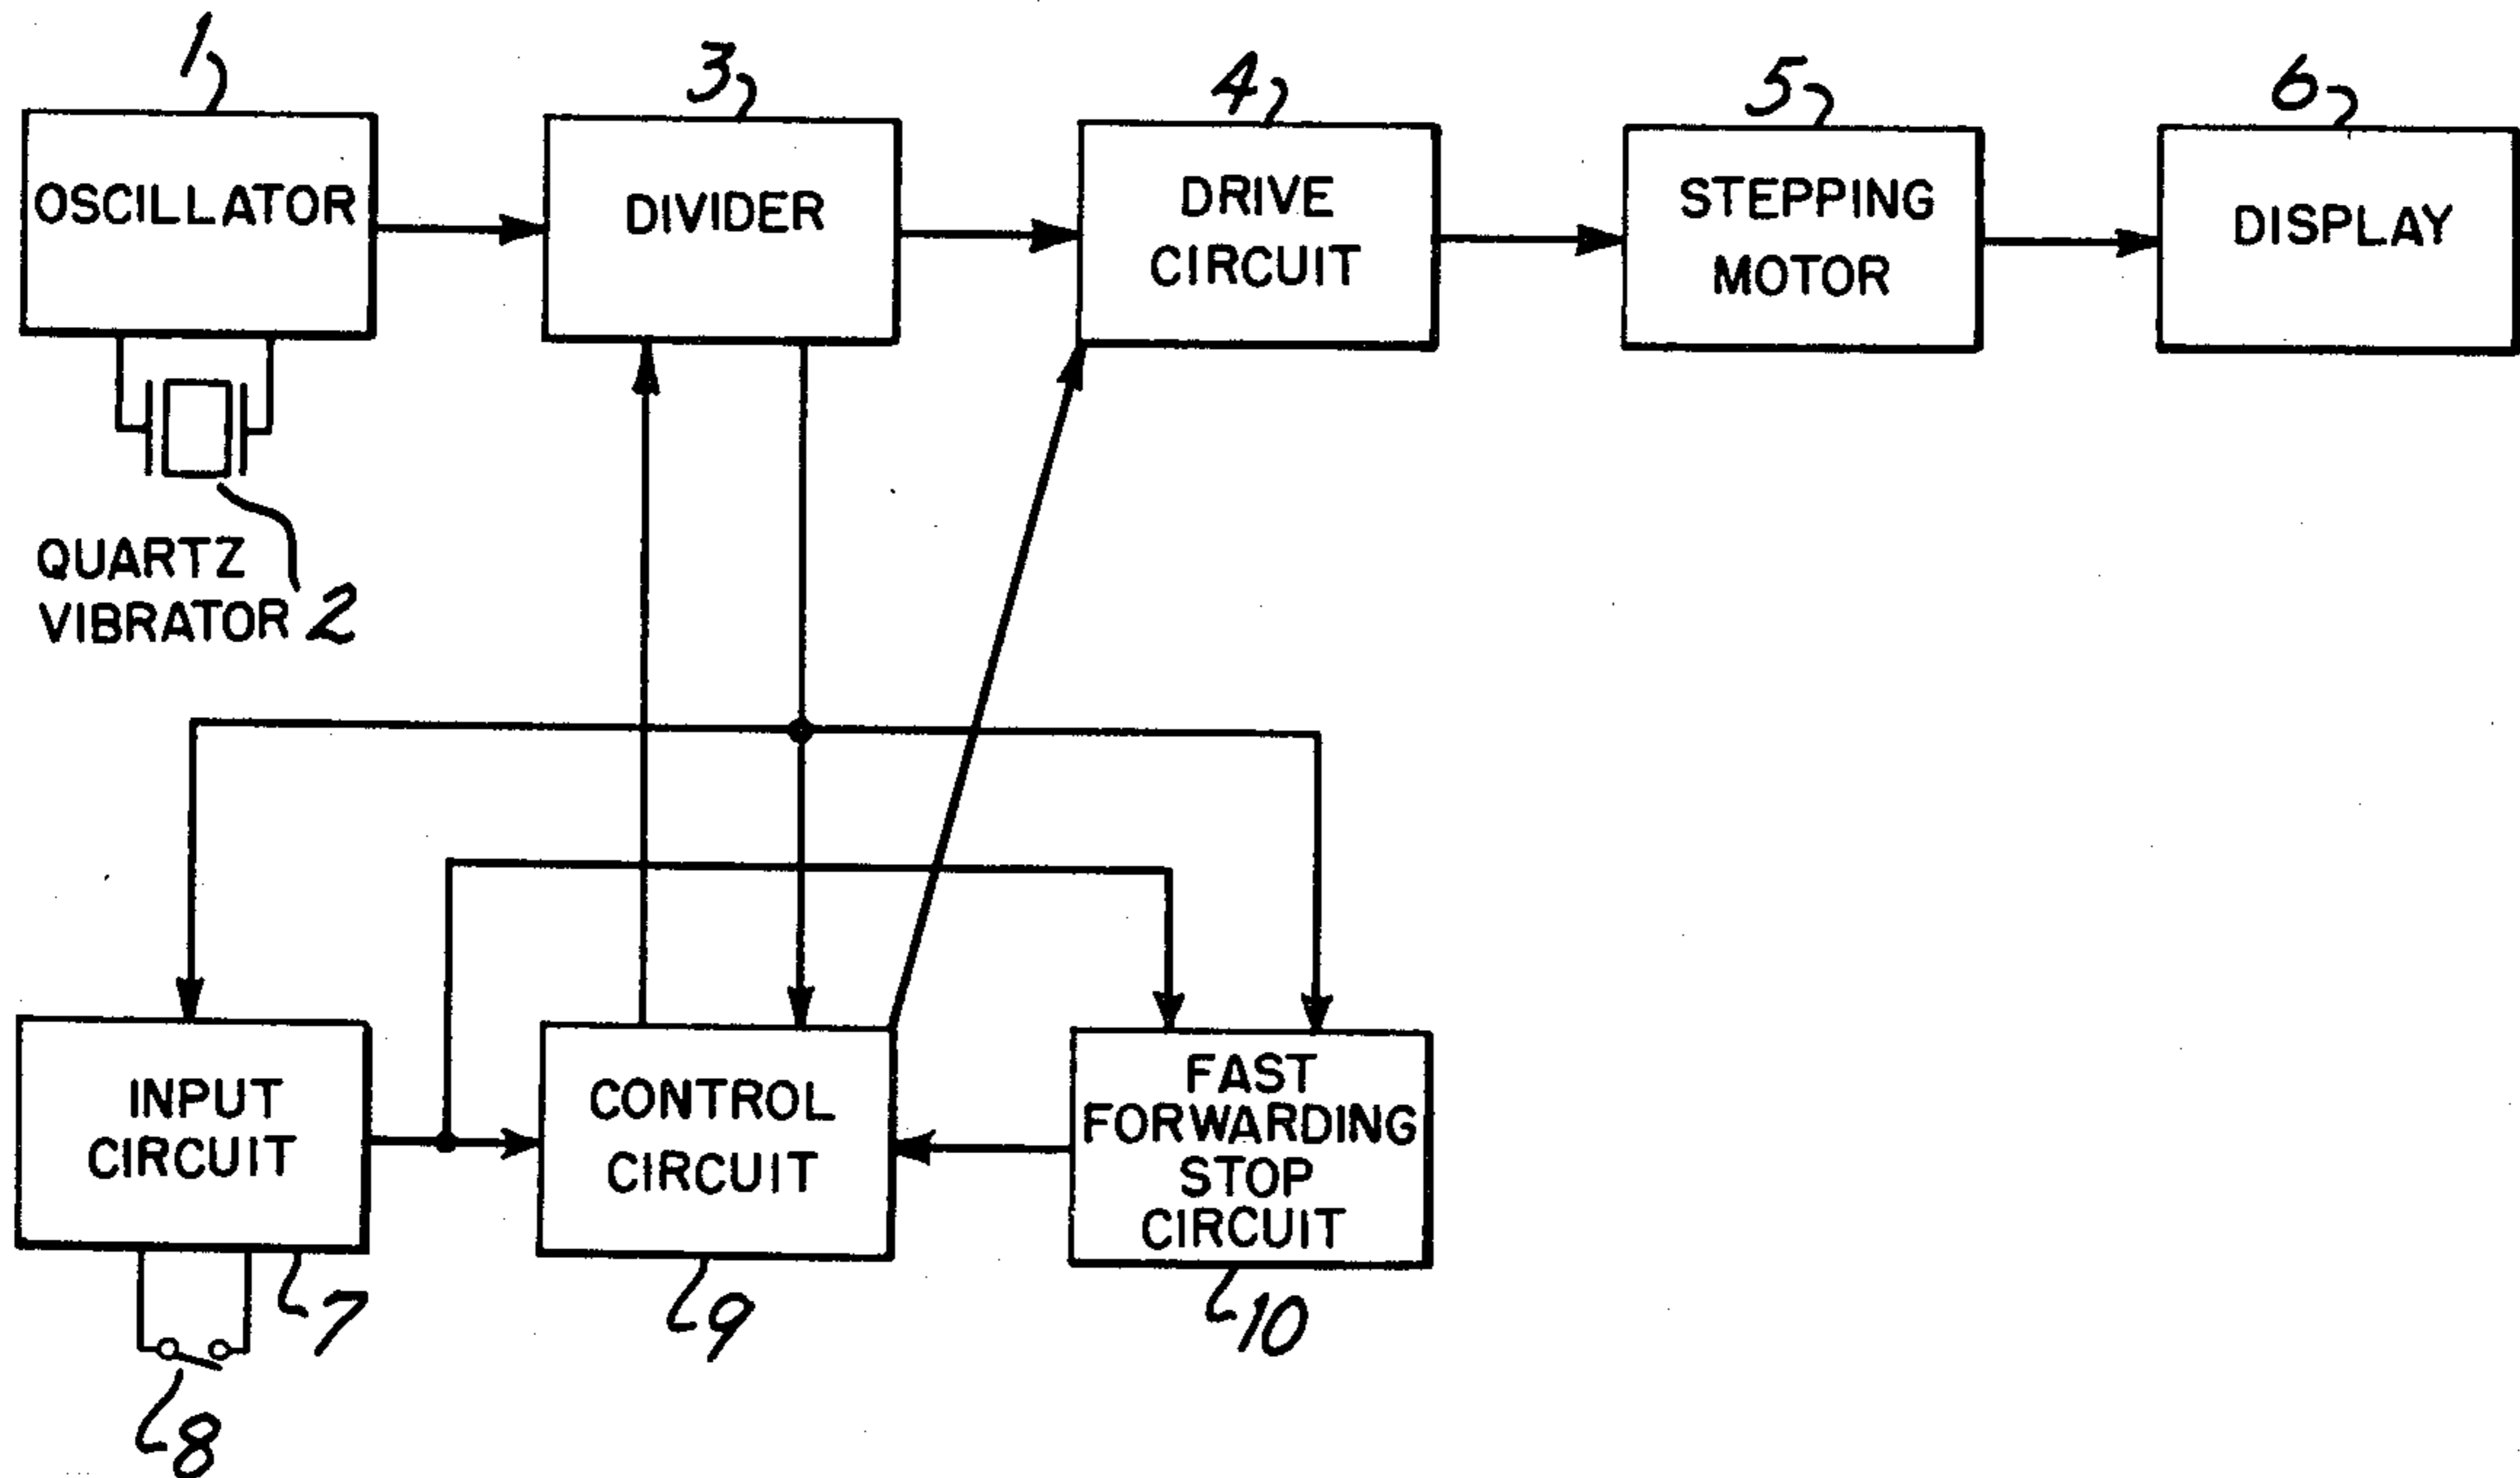 1
3
4
5
6
OSCILLATOR
DIVIDER
DRIVE
CIRCUIT
STEPPING
MOTOR
DISPLAY
QUARTZ
VIBRATOR 2
INPUT
CIRCUIT
CONTROL
CIRCUIT
FAST
FORWARDING
STOP
CIRCUIT
7
9
10
8